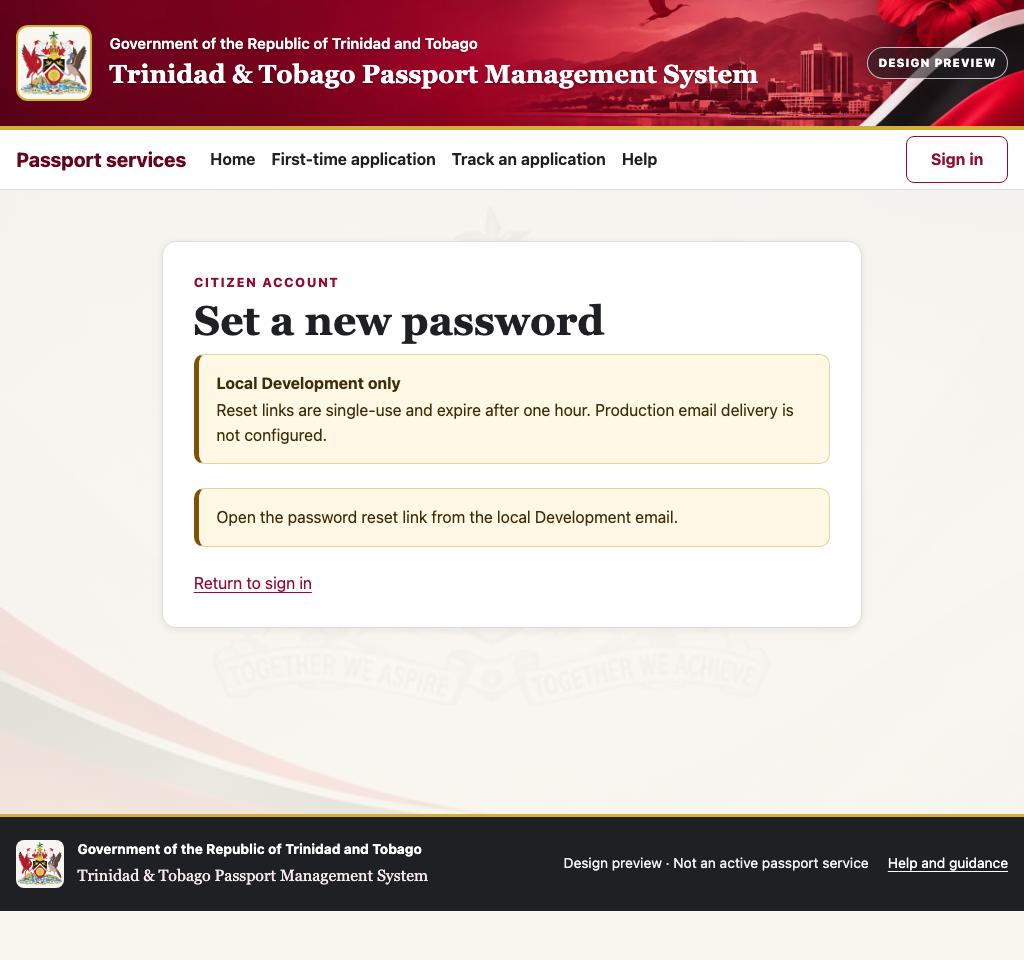 Government of the Republic of Trinidad and Tobago
Trinidad & Tobago Passport Management System
DESIGN PREVIEW
Passport services
Home
First-time application
Track an application
Help
Sign in
CITIZEN ACCOUNT
Set a new password
Local Development only
Reset links are single-use and expire after one hour. Production email delivery is
not configured.
Open the password reset link from the local Development email.
Return to sign in
TOGETHER WE ASPIRE
TOGETHER WE ACHIEVE
Government of the Republic of Trinidad and Tobago
Trinidad & Tobago Passport Management System
Design preview · Not an active passport service
Help and guidance